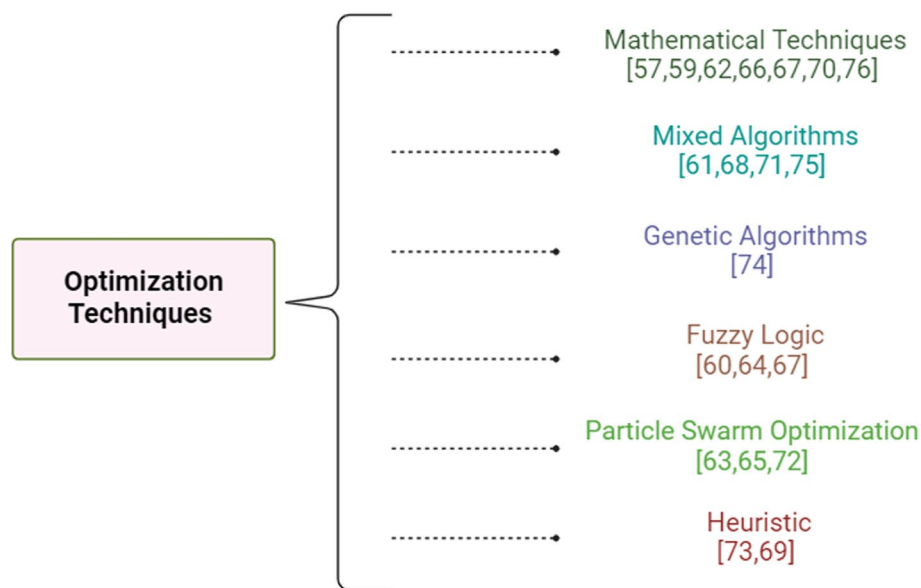 Optimization
Techniques
Mathematical Techniques
[57,59,62,66,67,70,76]
Mixed Algorithms
[61,68,71,75]
Genetic Algorithms
[74]
Fuzzy Logic
[60,64,67]
Particle Swarm Optimization
[63,65,72]
Heuristic
[73,69]